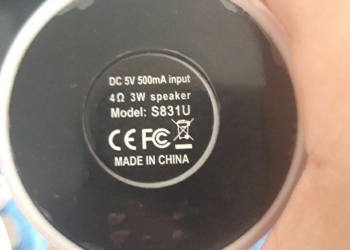 DC 5V 500mA input
4Ω 3W speaker
Model: S831U
CE FC
MADE IN CHINA